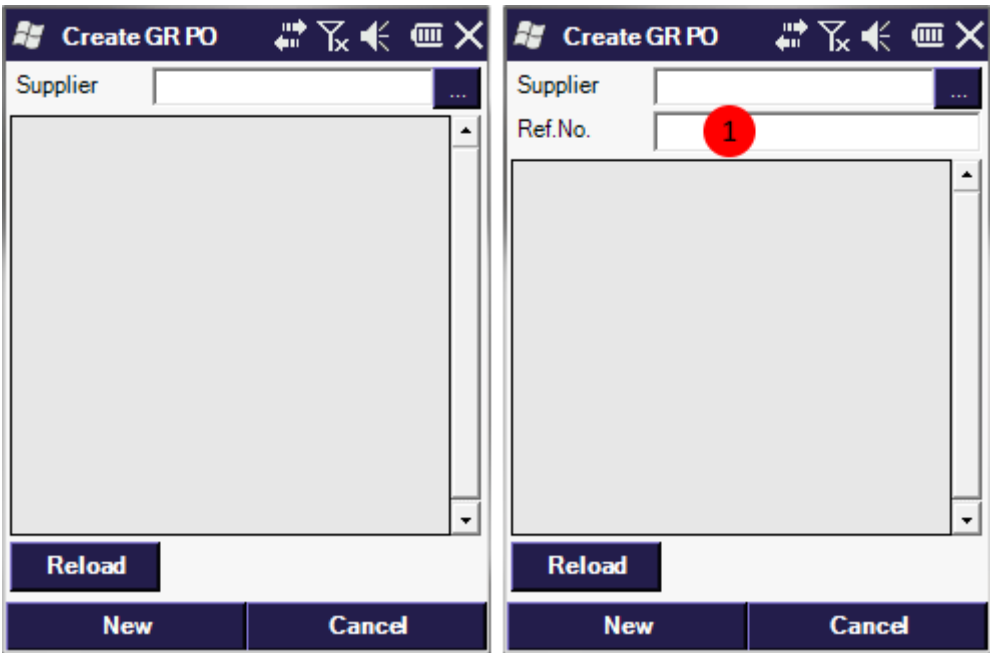 Create GR PO
Supplier
...
Reload
New Cancel
Create GR PO
Supplier
...
Ref.No.
1
Reload
New Cancel